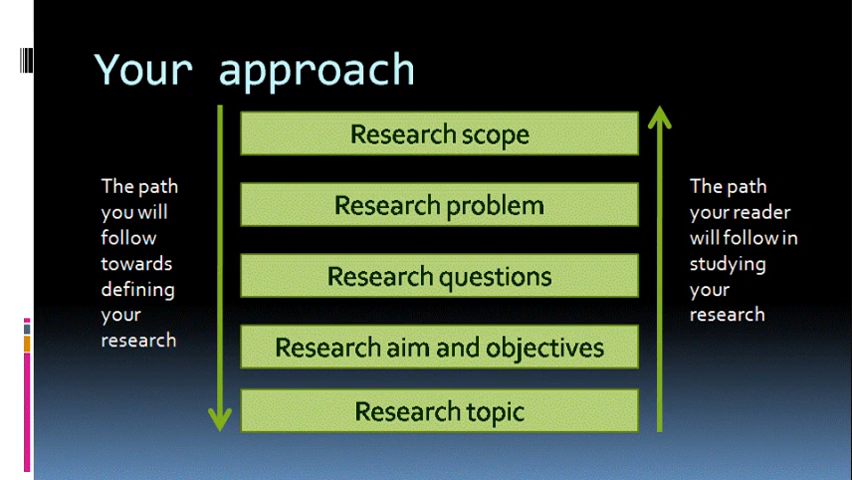 Your approach
The path
you will
follow
towards
defining
your
research
Research scope
Research problem
Research questions
Research aim and objectives
Research topic
The path
your reader
will follow in
studying
your
research